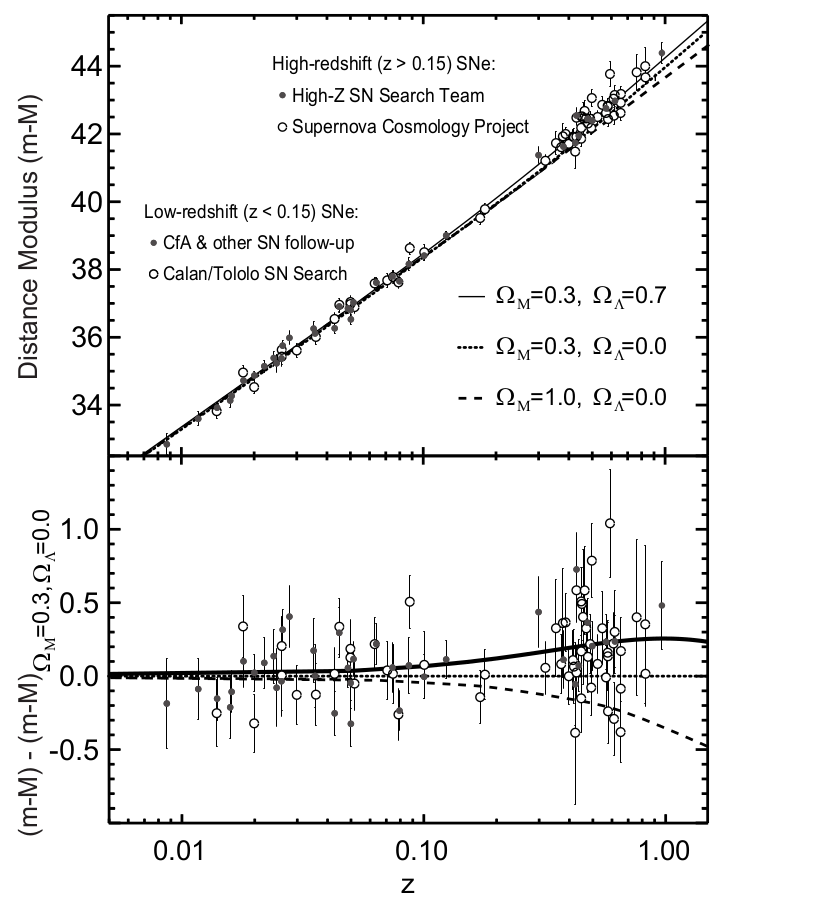 44
42
40
38
36
34
Distance Modulus (m-M)
High-redshift (z > 0.15) SNe:
High-Z SN Search Team
Supernova Cosmology Project
Low-redshift (z < 0.15) SNe:
CfA & other SN follow-up
Calan/Tololo SN Search
ΩM=0.3, ΩΛ=0.7
ΩM=0.3, ΩΛ=0.0
ΩM=1.0, ΩΛ=0.0
1.0
0.5
0.0
-0.5
(m-M) - (m-M)ΩM=0.3,ΩΛ=0.0
0.01
0.10
1.00
z